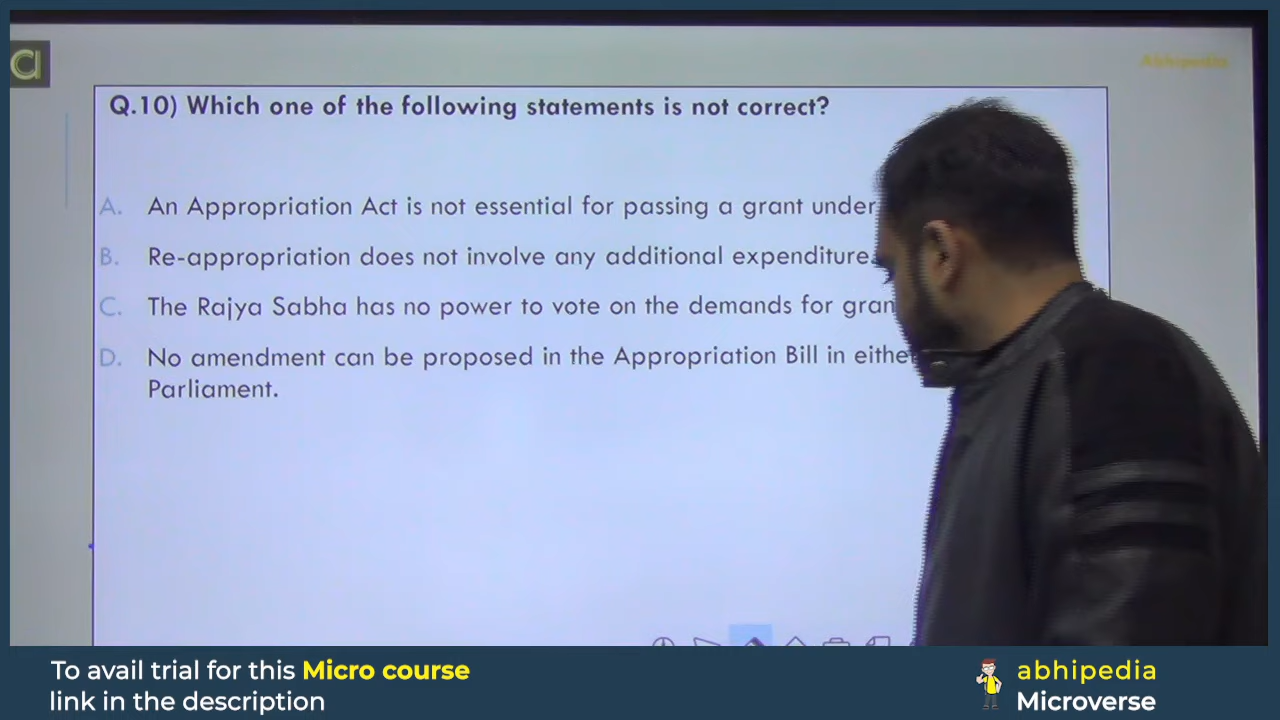 Abhipedia
Q.10) Which one of the following statements is not correct?
A. An Appropriation Act is not essential for passing a grant under
B. Re-appropriation does not involve any additional expenditure.
C. The Rajya Sabha has no power to vote on the demands for
D. No amendment can be proposed in the Appropriation Bill in
Parliament.
To avail trial for this Micro course
link in the description
abhipedia
Microverse